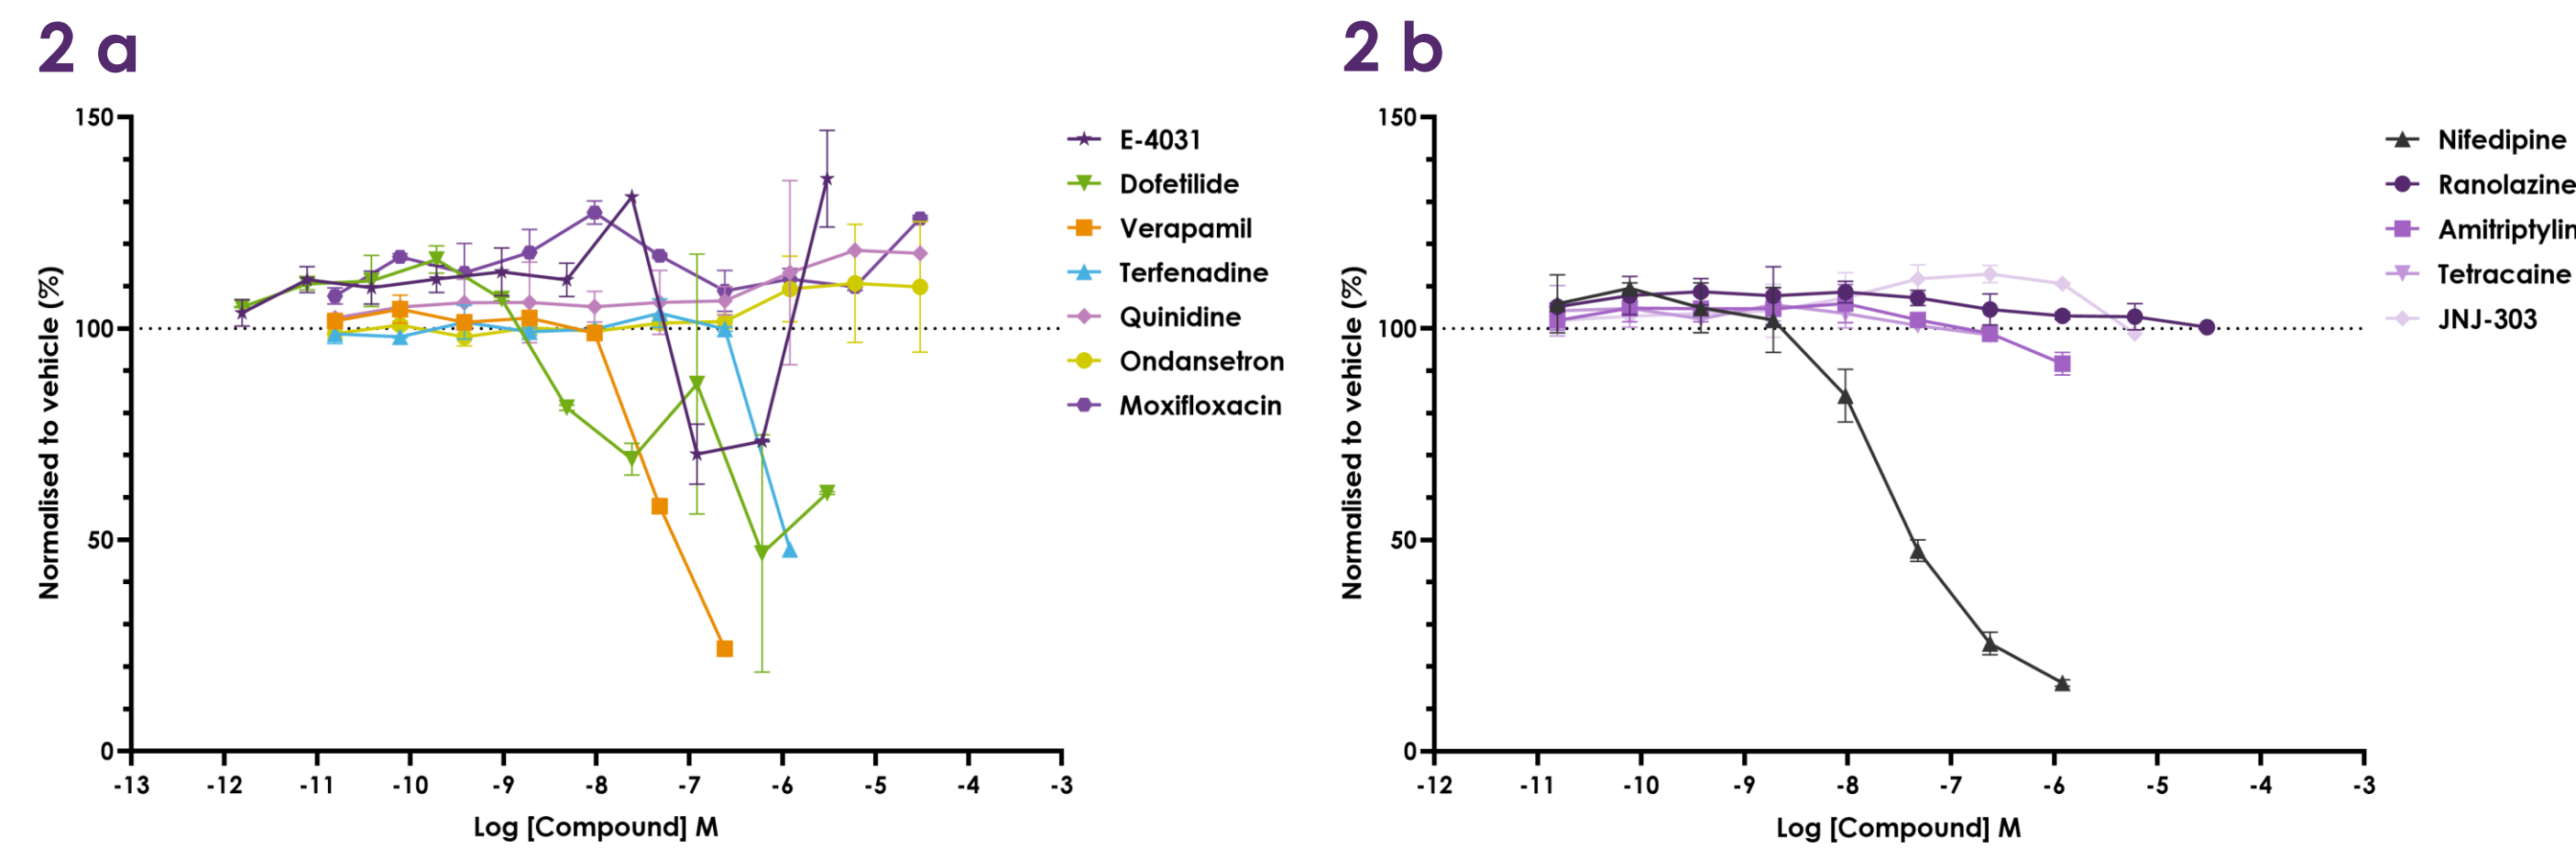 2 a
150
100
50
0
-13 -12 -11 -10 -9 -8 -7 -6 -5 -4 -3
Normalised to vehicle (%)
Log [Compound] M
E-4031
Dofetilide
Verapamil
Terfenadine
Quinidine
Ondansetron
Moxifloxacin
2 b
150
100
50
0
-12 -11 -10 -9 -8 -7 -6 -5 -4 -3
Normalised to vehicle (%)
Log [Compound] M
Nifedipine
Ranolazine
Amitriptylin
Tetracaine
JNJ-303